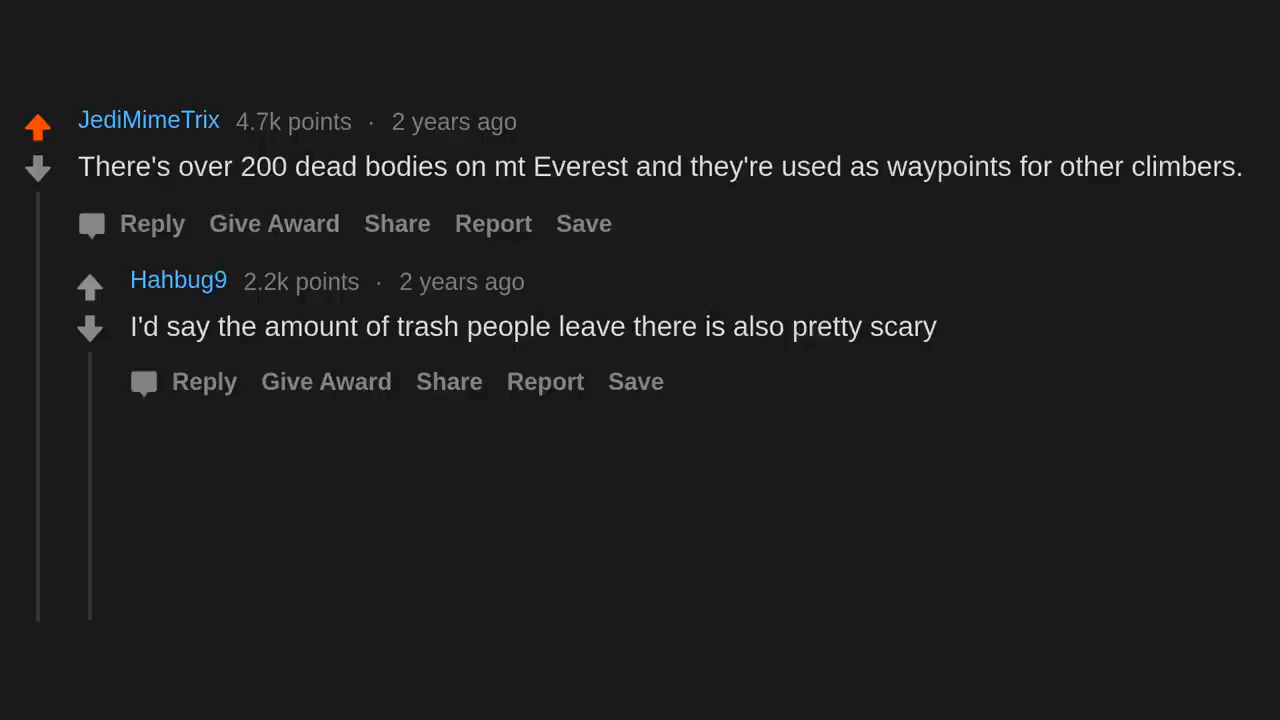 JediMimeTrix 4.7k points · 2 years ago
There's over 200 dead bodies on mt Everest and they're used as waypoints for other climbers.
Reply Give Award Share Report Save
Hahbug9 2.2k points · 2 years ago
I'd say the amount of trash people leave there is also pretty scary
Reply Give Award Share Report Save